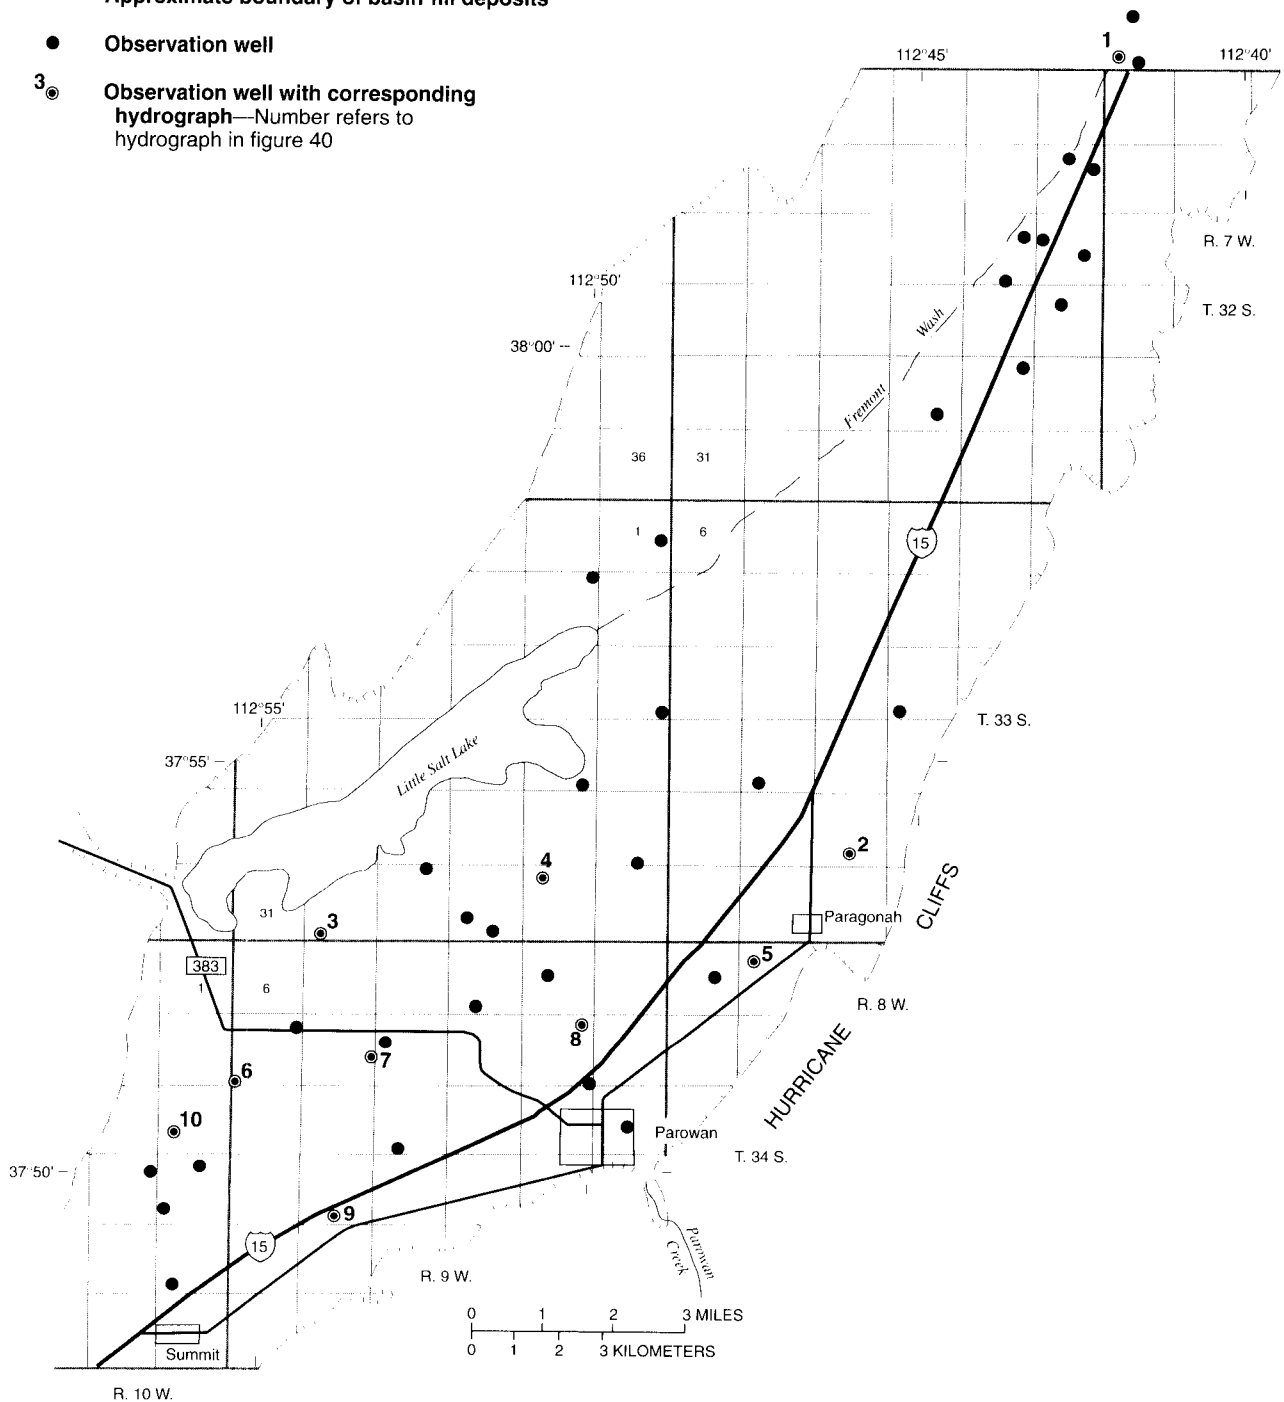 Approximate boundary of basin-fill deposits
Observation well
3
Observation well with corresponding
hydrograph—Number refers to
hydrograph in figure 40
1
112°45'
112°40'
R. 7 W.
112°50'
T. 32 S.
Wash
38°00'
Fremont
36
31
1
6
15
112°55'
T. 33 S.
Little Salt Lake
37°55'
2
4
CLIFFS
31
3
Paragonah
383
5
1
6
R. 8 W.
8
HURRICANE
7
6
10
Parowan
T. 34 S.
37°50'
9
15
Parowan
Creek
R. 9 W.
0 1 2 3 MILES
0 1 2 3 KILOMETERS
Summit
R. 10 W.